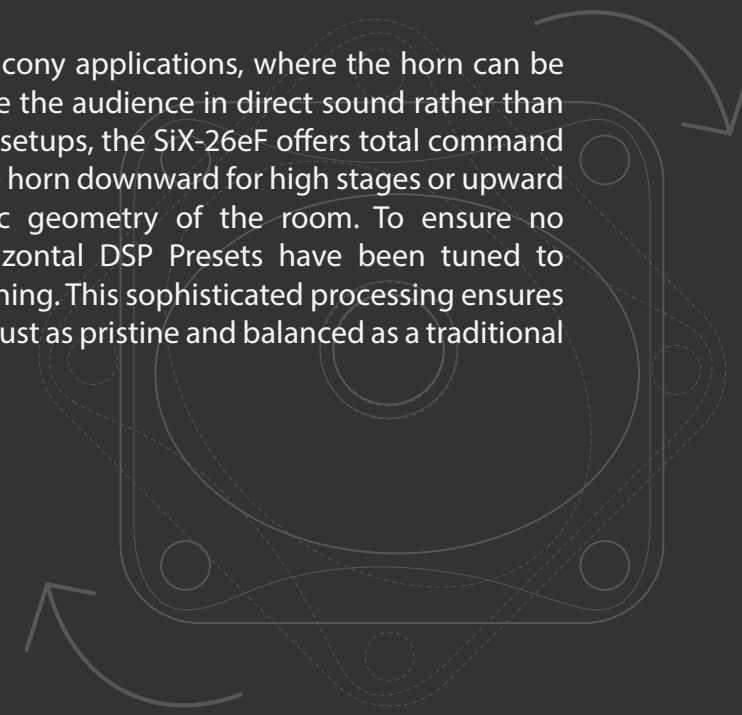 cony applications, where the horn can be
e the audience in direct sound rather than
setups, the SiX-26eF offers total command
horn downward for high stages or upward
c geometry of the room. To ensure no
zontal DSP Presets have been tuned to
ning. This sophisticated processing ensures
ust as pristine and balanced as a traditional